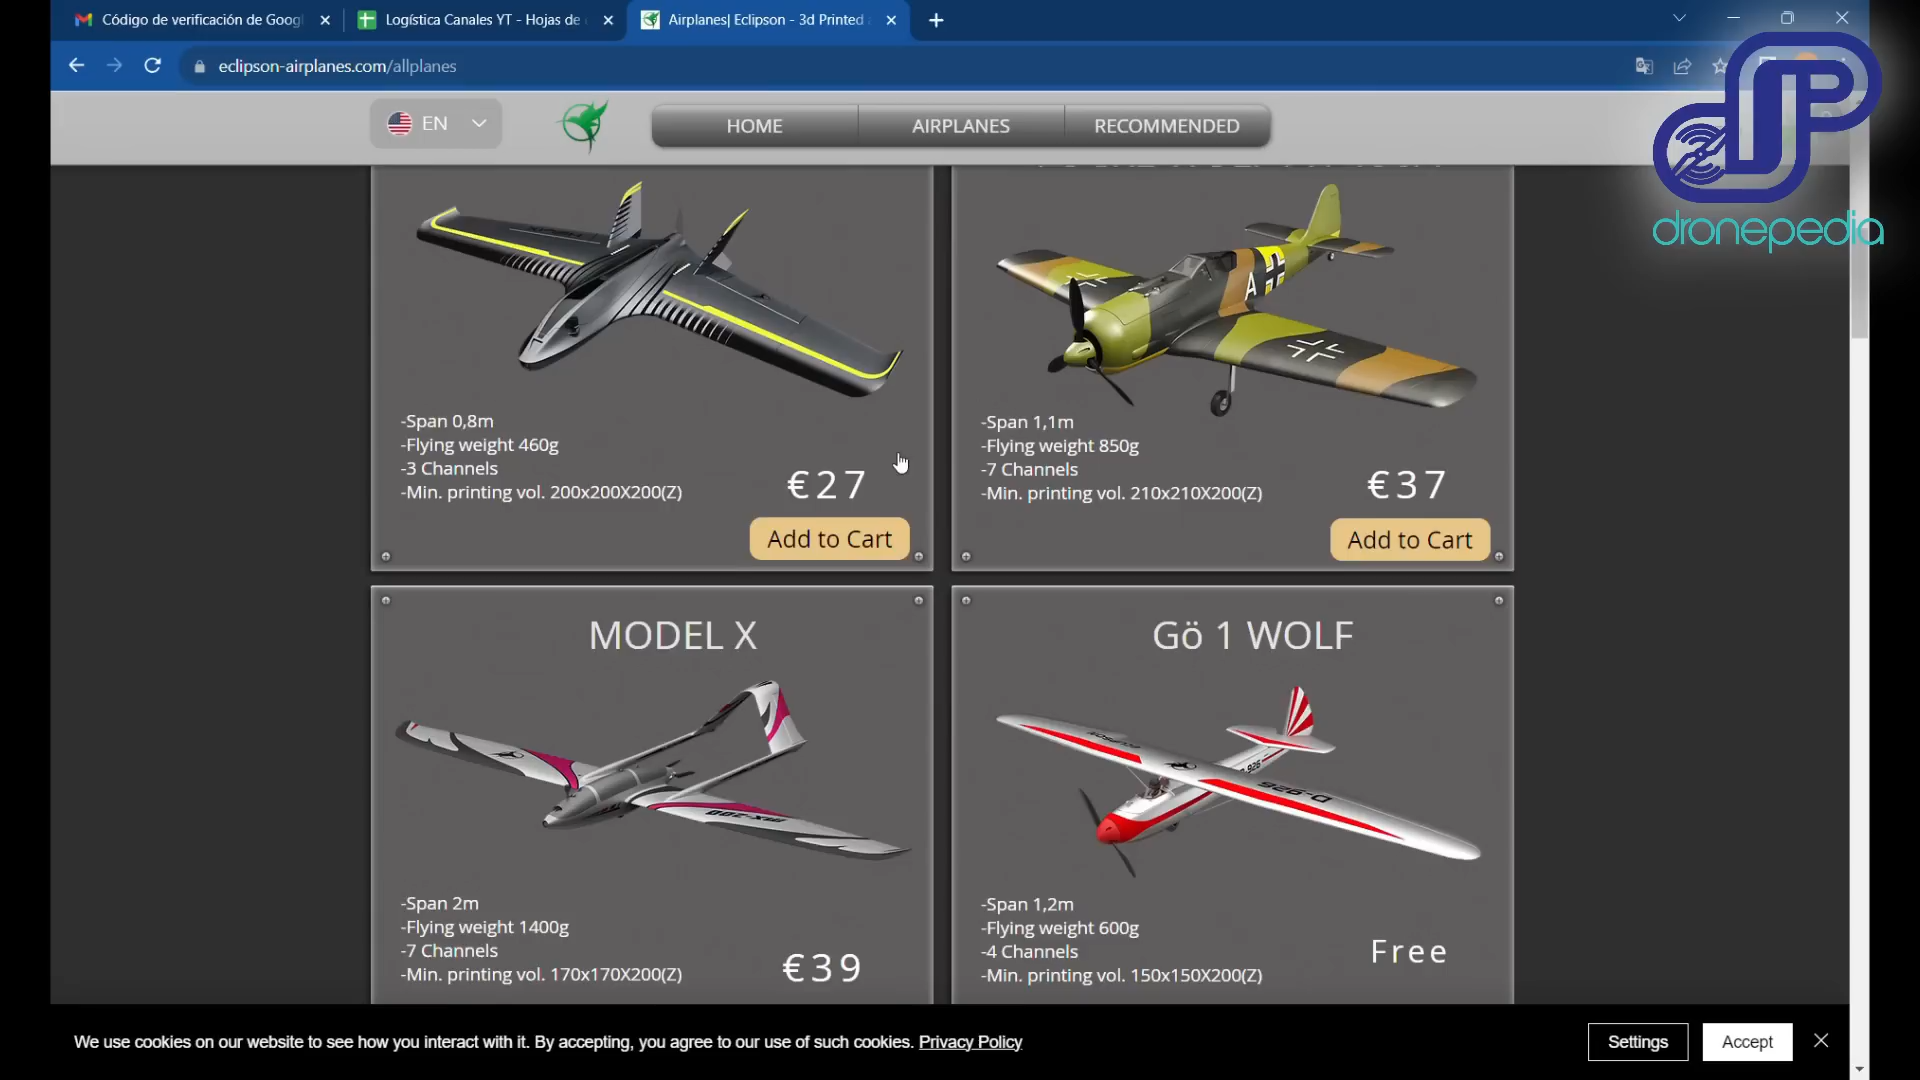 Código de verificación de Goog
Logística Canales YT - Hojas de
Airplanes| Eclipson - 3d Printed
eclipson-airplanes.com/allplanes
EN
HOME
AIRPLANES
RECOMMENDED
dronepedia
A
-Span 0,8m
-Flying weight 460g
-3 Channels
-Min. printing vol. 200x200X200(Z)
€27
Add to Cart
-Span 1,1m
-Flying weight 850g
-7 Channels
-Min. printing vol. 210x210X200(Z)
€37
Add to Cart
MODEL X
-Span 2m
-Flying weight 1400g
-7 Channels
-Min. printing vol. 170x170X200(Z)
€39
Gö 1 WOLF
D-926
-Span 1,2m
-Flying weight 600g
-4 Channels
-Min. printing vol. 150x150X200(Z)
Free
We use cookies on our website to see how you interact with it. By accepting, you agree to our use of such cookies. Privacy Policy
Settings
Accept